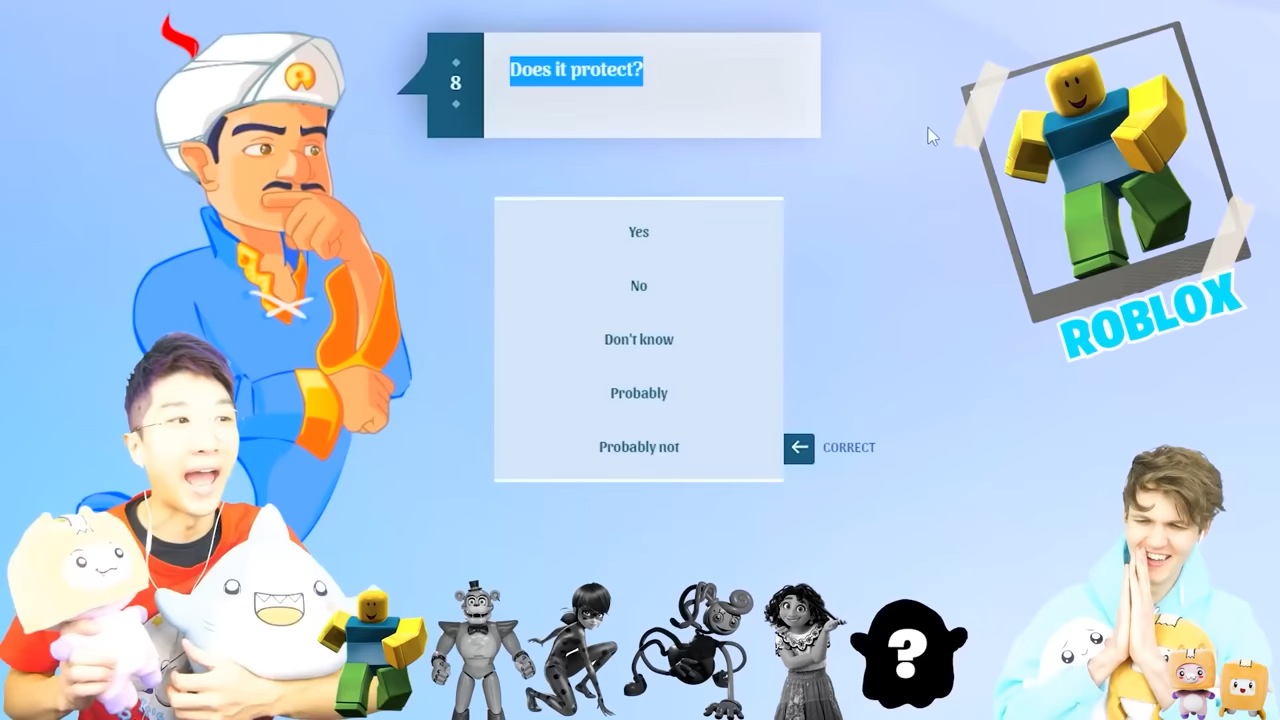 8
Does it protect?
Yes
No
Don't know
Probably
Probably not
CORRECT
ROBLOX
?